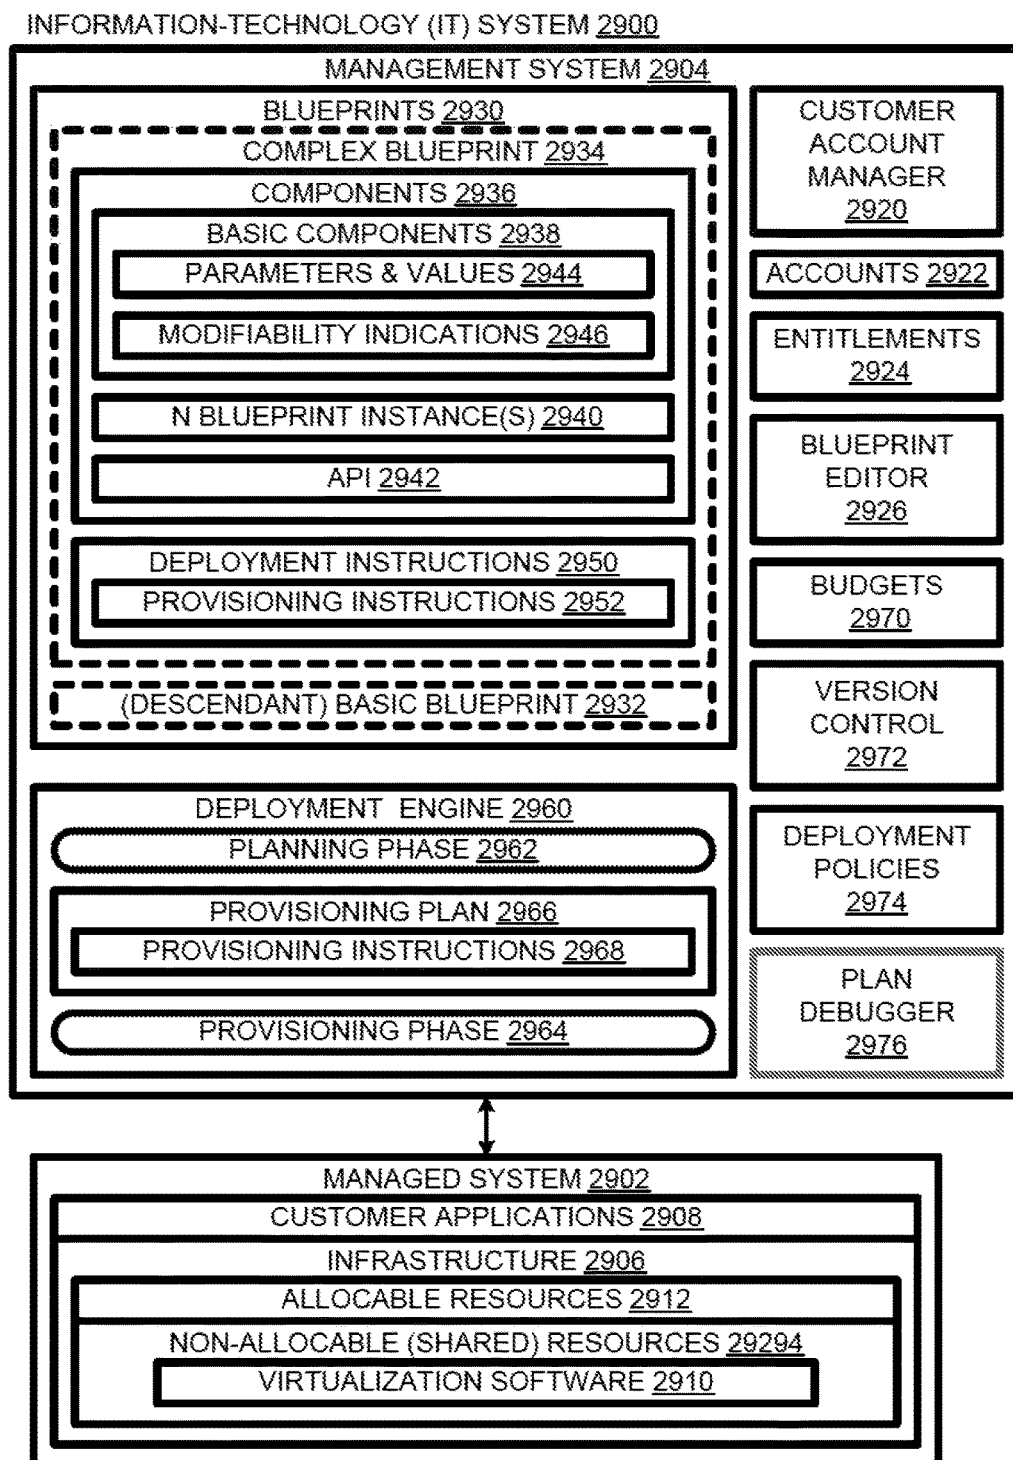 INFORMATION-TECHNOLOGY (IT) SYSTEM 2900
MANAGEMENT SYSTEM 2904
BLUEPRINTS 2930
COMPLEX BLUEPRINT 2934
COMPONENTS 2936
BASIC COMPONENTS 2938
PARAMETERS & VALUES 2944
MODIFIABILITY INDICATIONS 2946
N BLUEPRINT INSTANCE(S) 2940
API 2942
DEPLOYMENT INSTRUCTIONS 2950
PROVISIONING INSTRUCTIONS 2952
(DESCENDANT) BASIC BLUEPRINT 2932
DEPLOYMENT ENGINE 2960
PLANNING PHASE 2962
PROVISIONING PLAN 2966
PROVISIONING INSTRUCTIONS 2968
PROVISIONING PHASE 2964
CUSTOMER
ACCOUNT
MANAGER
2920
ACCOUNTS 2922
ENTITLEMENTS
2924
BLUEPRINT
EDITOR
2926
BUDGETS
2970
VERSION
CONTROL
2972
DEPLOYMENT
POLICIES
2974
PLAN
DEBUGGER
2976
MANAGED SYSTEM 2902
CUSTOMER APPLICATIONS 2908
INFRASTRUCTURE 2906
ALLOCABLE RESOURCES 2912
NON-ALLOCABLE (SHARED) RESOURCES 29294
VIRTUALIZATION SOFTWARE 2910